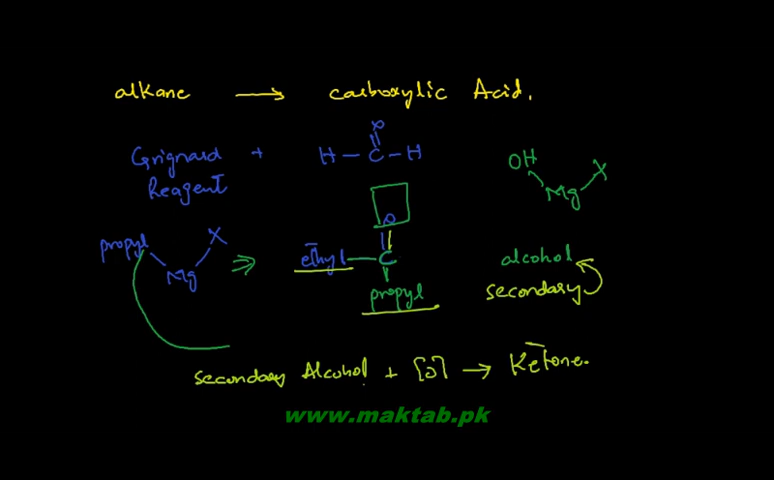 alkane → carboxylic Acid.
Grignard + H - C - H
Reagent
O
OH
Mg
X
propyl
Mg
X
⇒
O
ethyl - C
propyl
alcohol
secondary
secondary Alcohol + [O] → Ketone.
www.maktab.pk